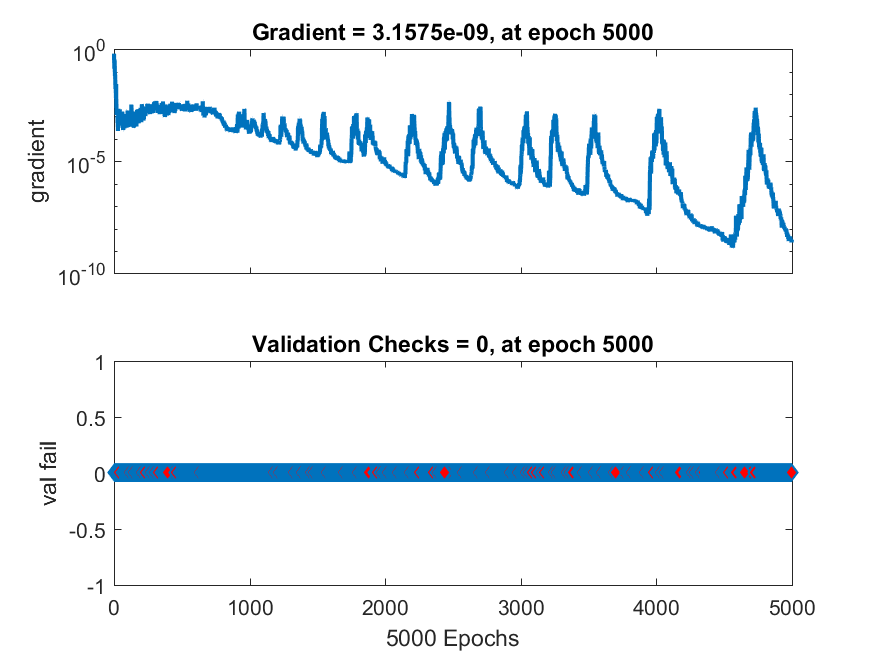 Gradient = 3.1575e-09, at epoch 5000
10^0
10^-5
10^-10
gradient
Validation Checks = 0, at epoch 5000
1
0.5
0
-0.5
-1
val fail
0 1000 2000 3000 4000 5000
5000 Epochs